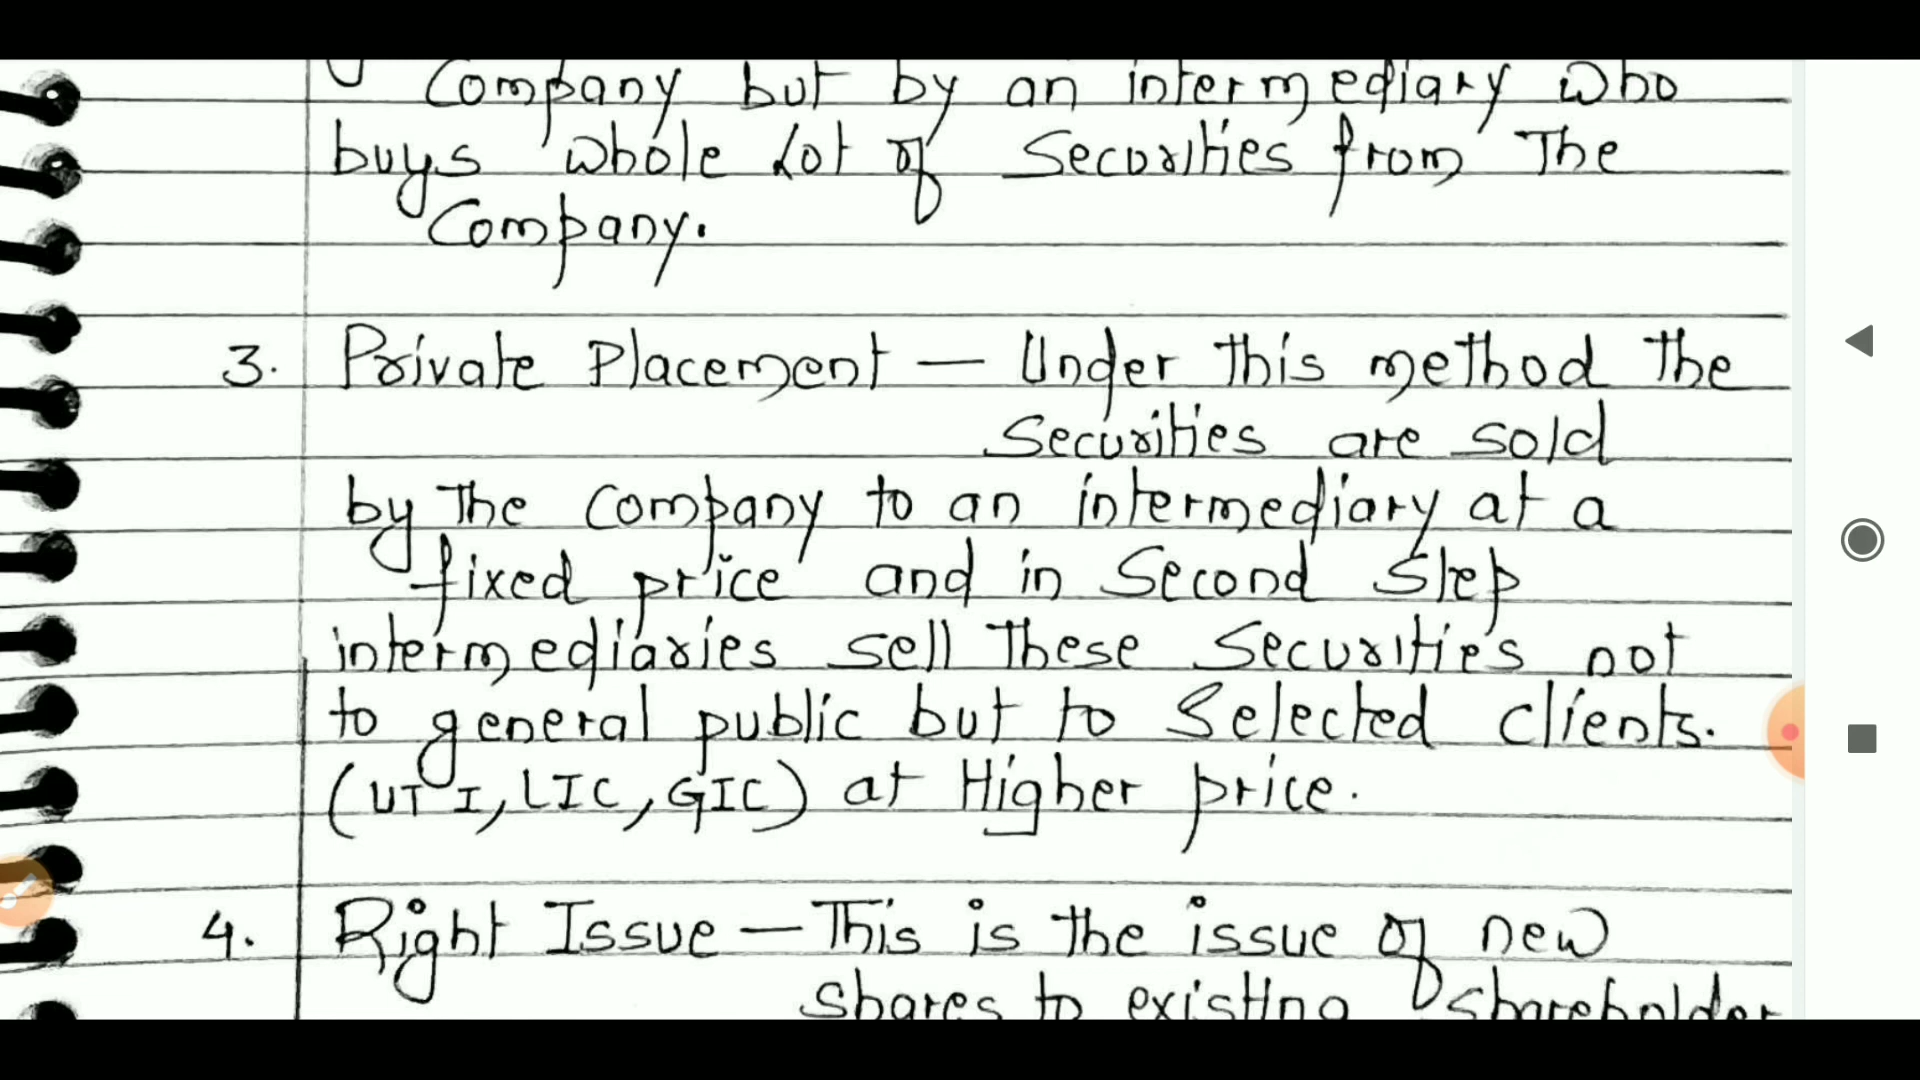 Company but by an intermediary who
buys whole Lot of Securities from The
Company.
3. Private Placement — Under this method the
Securities are sold
by the company to an intermediary at a
fixed price and in Second Step
intermediaries sell These Securities not
to general public but to Selected clients.
(UTI, LIC, GIC) at Higher price.
4. Right Issue — This is the issue of new
shares to existing shareholder